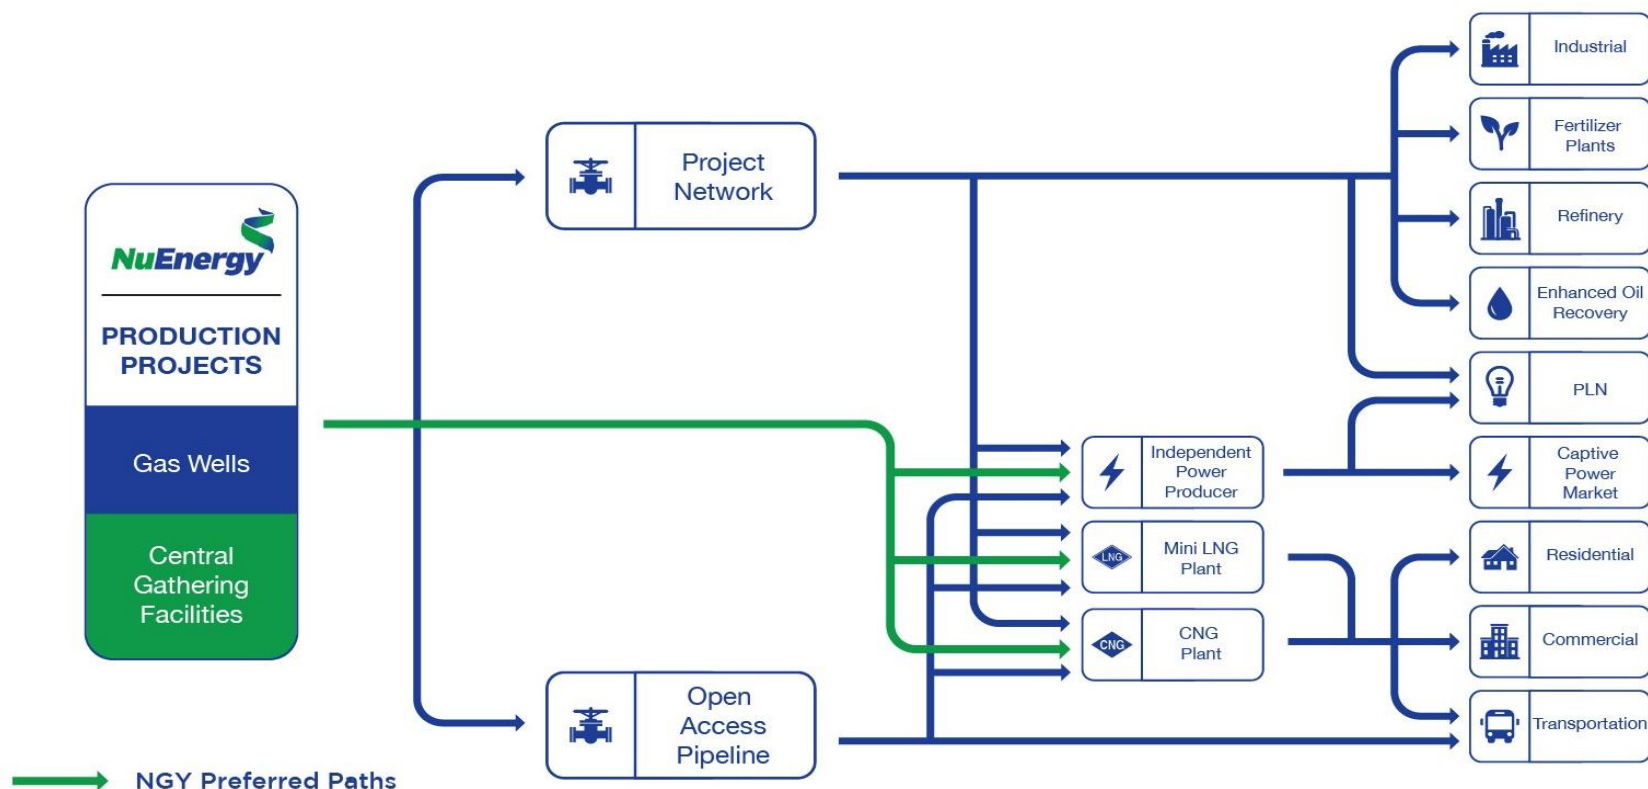 NuEnergy
PRODUCTION
PROJECTS
Gas Wells
Central
Gathering
Facilities
Project
Network
Open
Access
Pipeline
Independent
Power
Producer
LNG
Mini LNG
Plant
CNG
CNG
Plant
Industrial
Fertilizer
Plants
Refinery
Enhanced Oil
Recovery
PLN
Captive
Power
Market
Residential
Commercial
Transportation
NGY Preferred Paths